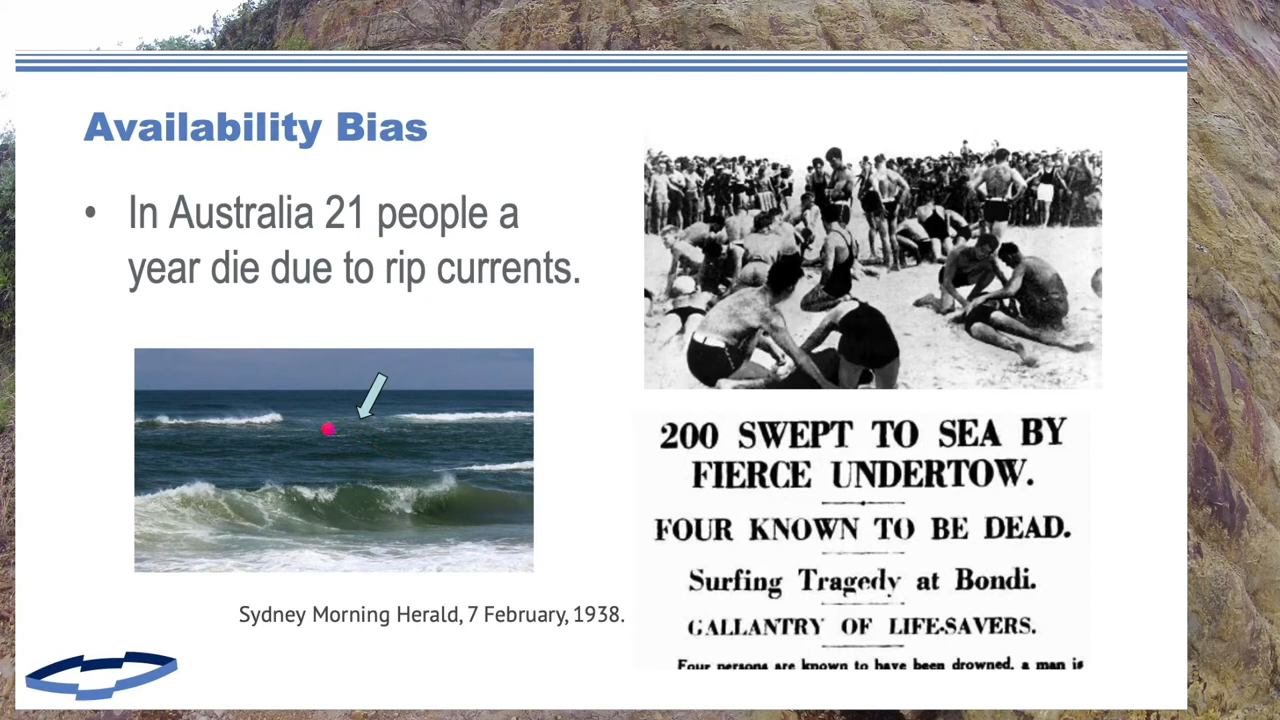 Availability Bias
• In Australia 21 people a
year die due to rip currents.
200 SWEPT TO SEA BY
FIERCE UNDERTOW.
FOUR KNOWN TO BE DEAD.
Surfing Tragedy at Bondi.
GALLANTRY OF LIFE-SAVERS.
Four persons are known to have been drowned, a man is
Sydney Morning Herald, 7 February, 1938.